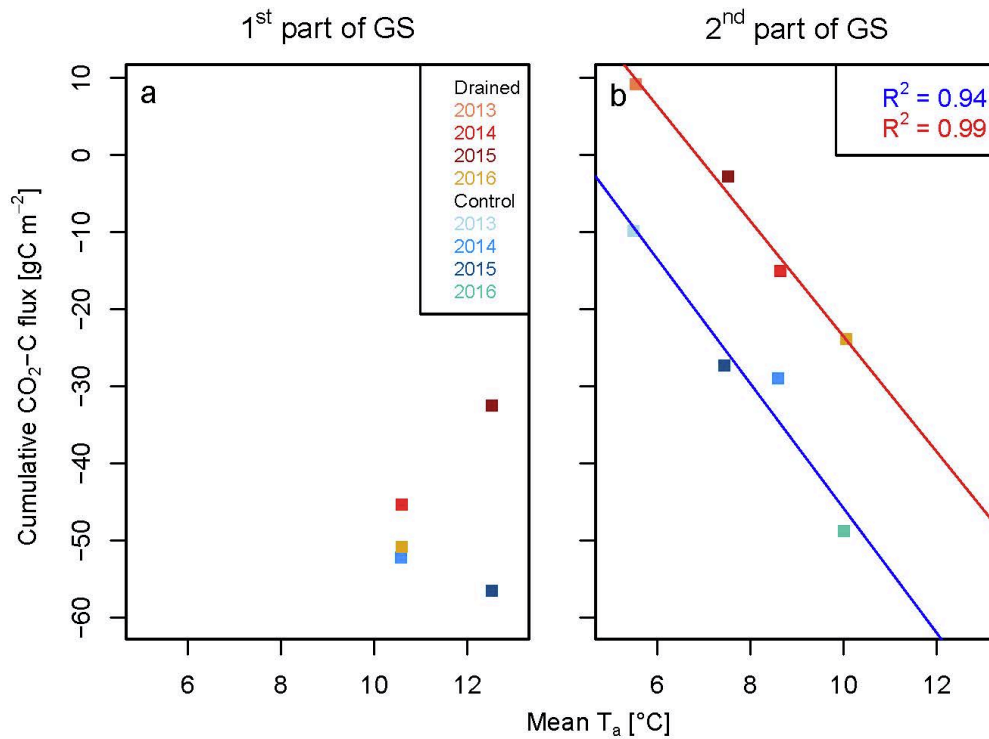 1st part of GS
2nd part of GS
a
Drained
2013
2014
2015
2016
Control
2013
2014
2015
2016
b
R2 = 0.94
R2 = 0.99
10
0
−10
−20
−30
−40
−50
−60
Cumulative CO2−C flux [gC m−2]
6
8
10
12
6
8
10
12
Mean Ta [°C]